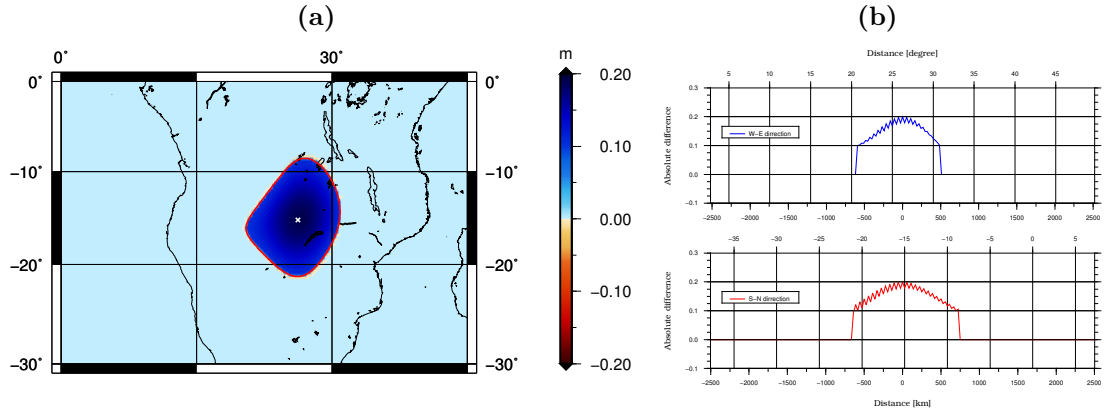 (a)
(b)
0°
30°
m
0°
0°
−10°
−10°
−20°
−20°
−30°
−30°
0.20
0.10
0.00
−0.10
−0.20
Distance [degree]
5 10 15 20 25 30 35 40 45
Absolute difference
0.3
0.2
0.1
0.0
−0.1
W−E direction
−2500 −2000 −1500 −1000 −500 0 500 1000 1500 2000 2500
−35 −30 −25 −20 −15 −10 −5 0 5
Absolute difference
0.3
0.2
0.1
0.0
−0.1
S−N dirrection
−2500 −2000 −1500 −1000 −500 0 500 1000 1500 2000 2500
Distance [km]